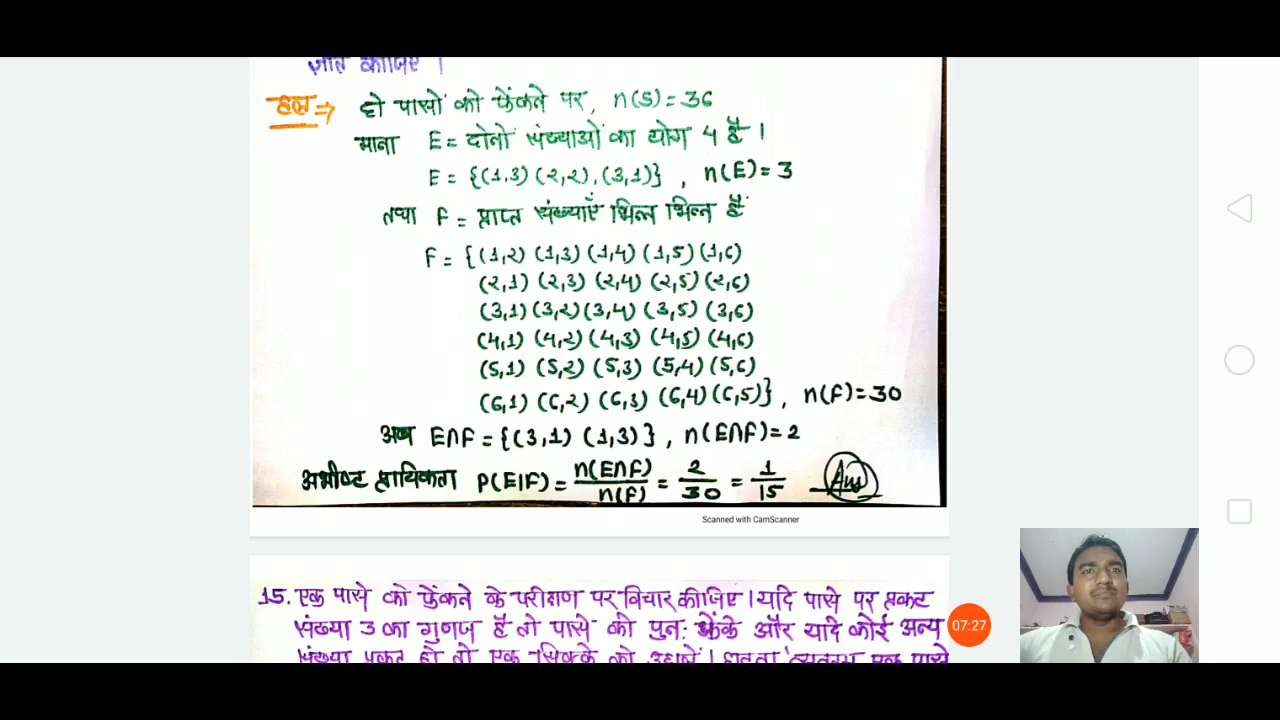 ज्ञात कीजिए ।
हल ⇒ दो पासों को फेंकने पर, n(S) = 36
माना E = दोनों संख्याओं का योग 4 है ।
E = {(1,3) (2,2), (3,1)} , n(E) = 3
तथा F = प्राप्त संख्याएँ भिन्न भिन्न हैं
F = {(1,2) (1,3) (1,4) (1,5) (1,6)
(2,1) (2,3) (2,4) (2,5) (2,6)
(3,1) (3,2) (3,4) (3,5) (3,6)
(4,1) (4,2) (4,3) (4,5) (4,6)
(5,1) (5,2) (5,3) (5,4) (5,6)
(6,1) (6,2) (6,3) (6,4) (6,5)} , n(F) = 30
अब E∩F = {(3,1) (1,3)} , n(E∩F) = 2
अभीष्ट प्रायिकता P(E|F) = n(E∩F)/n(F) = 2/30 = 1/15 Ans
Scanned with CamScanner
15. एक पासे को फेंकने के परीक्षण पर विचार कीजिए । यदि पासे पर प्रकट
संख्या 3 का गुणज है तो पासे को पुनः फेंके और यदि कोई अन्य
07:27
संख्या प्रकट हो तो एक सिक्के को उछालें । घटना